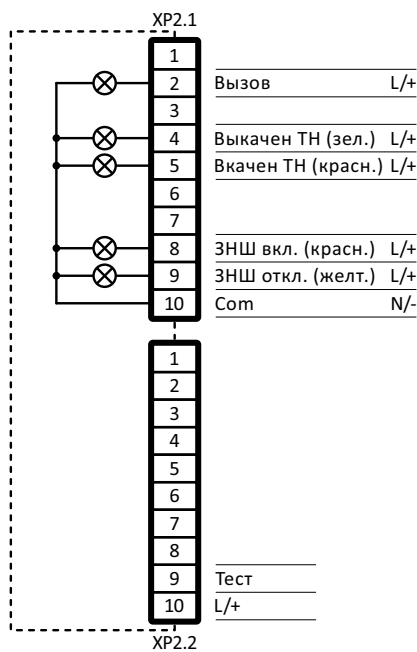 XP2.1
1
2 Вызов L/+
3
4 Выкачен ТН (зел.) L/+
5 Вкачен ТН (красн.) L/+
6
7
8 ЗНШ вкл. (красн.) L/+
9 ЗНШ откл. (желт.) L/+
10 Com N/-
1
2
3
4
5
6
7
8
9 Тест
10 L/+
XP2.2